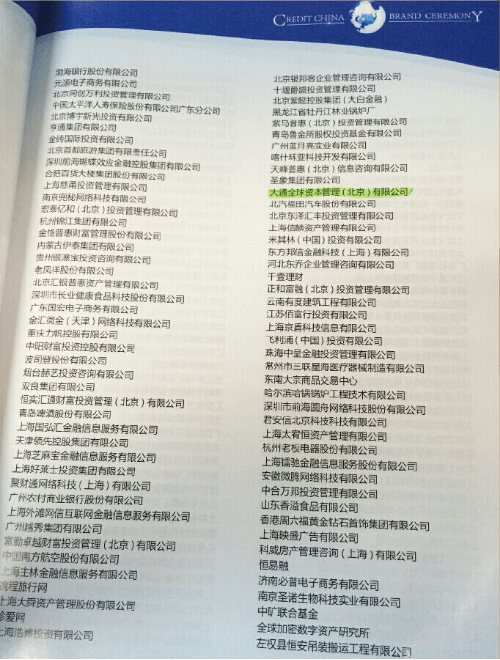 CREDIT CHINA BRAND CEREMONY
渤海银行股份有限公司
元源电子商务有限公司
北京同创万利投资管理有限公司
中国太平洋人寿保险股份有限公司广东分公司
北京博宇新光投资有限公司
亨通集团有限公司
金砖国际投资有限公司
北京首都旅游集团有限责任公司
深圳前海蝴蝶效应金融控股集团有限公司
合肥百货大楼集团股份有限公司
上海慈甬投资管理有限公司
南京兜蜮网络科技有限公司
宏泰亿和(北京)投资有限公司
杭州锦江集团有限公司
金恪普惠财富管理股份有限公司
内蒙古伊泰集团有限公司
贵州银瀑宝投资咨询有限公司
老凤祥股份有限公司
北京汇银普惠资产管理有限公司
深圳市长业健康食品科技股份有限公司
广东国宏电子商务有限公司
金汇商金(天津)网络科技有限公司
重庆力帆控股有限公司
中阳财富投资控股有限公司
波司登股份有限公司
烟台赫艺投资咨询有限公司
双良集团有限公司
恒实汇通财富投资管理(北京)有限公司
青岛啤酒股份有限公司
上海国弘汇金融信息服务有限公司
天津领先控股集团有限公司
上海芝麻宝金融信息服务有限公司
上海好莱士投资集团有限公司
聚财通网络科技(上海)有限公司
广州农村商业银行股份有限公司
上海外滩网信互联网金融信息服务有限公司
广州越秀集团有限公司
富勤卓越财富投资管理(北京)有限公司
中国南方航空股份有限公司
上海主林金融信息服务有限公司
携程旅行网
上海大舜资产管理股份有限公司
珍爱网
上海浩甫投资有限公司
北京银邦客企业管理咨询有限公司
十堰爵盛投资管理有限公司
北京紫懿控股集团(大白金融)
黑龙江省牡丹江林业锅炉厂
紫马普惠(北京)投资管理有限公司
青岛鲁金所股权投资基金有限公司
广州蓝月亮实业有限公司
喀什环亚科技开发有限公司
天峰普惠(北京)信息咨询有限公司
圣象集团有限公司
大通全球资本管理(北京)有限公司
北汽福田汽车股份有限公司
北京东泽汇丰投资管理有限公司
上海信麟资产管理有限公司
米其林(中国)投资有限公司
东方邦信金融科技(上海)有限公司
河北东乔企业管理咨询有限公司
千壹理财
正和富融(北京)投资管理有限公司
云南有夏建筑工程有限公司
江苏佰富行投资有限公司
上海京盾科技信息有限公司
飞利浦(中国)投资有限公司
珠海中呈金融投资管理有限公司
常州市三联星海医疗器械制造有限公司
东南大宗商品交易中心
哈尔滨哈锅锅炉工程技术有限公司
深圳市前海圆舟网络科技股份有限公司
君安信北京科技科技有限公司
上海太宥恒资产管理有限公司
杭州老板电器股份有限公司
上海镭驰金融信息服务股份有限公司
安徽微腾网络科技有限公司
中合万邦投资管理有限公司
山东香溢食品有限公司
香港周六福黄金钻石首饰集团有限公司
上海映盛广告有限公司
科威房产管理咨询(上海)有限公司
恒易融
济南必普电子商务有限公司
南京圣诺生物科技实业有限公司
中矿联合基金
全球加密数字资产研究所
左权县恒安吊装搬运工程有限公司